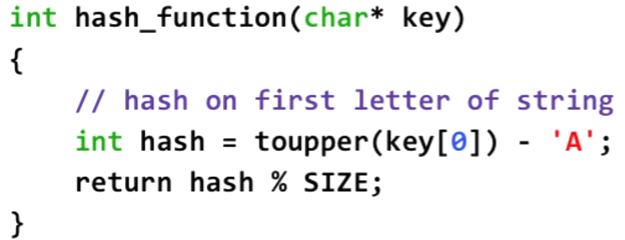 int hash_function(char* key)
{
    // hash on first letter of string
    int hash = toupper(key[0]) - 'A';
    return hash % SIZE;
}